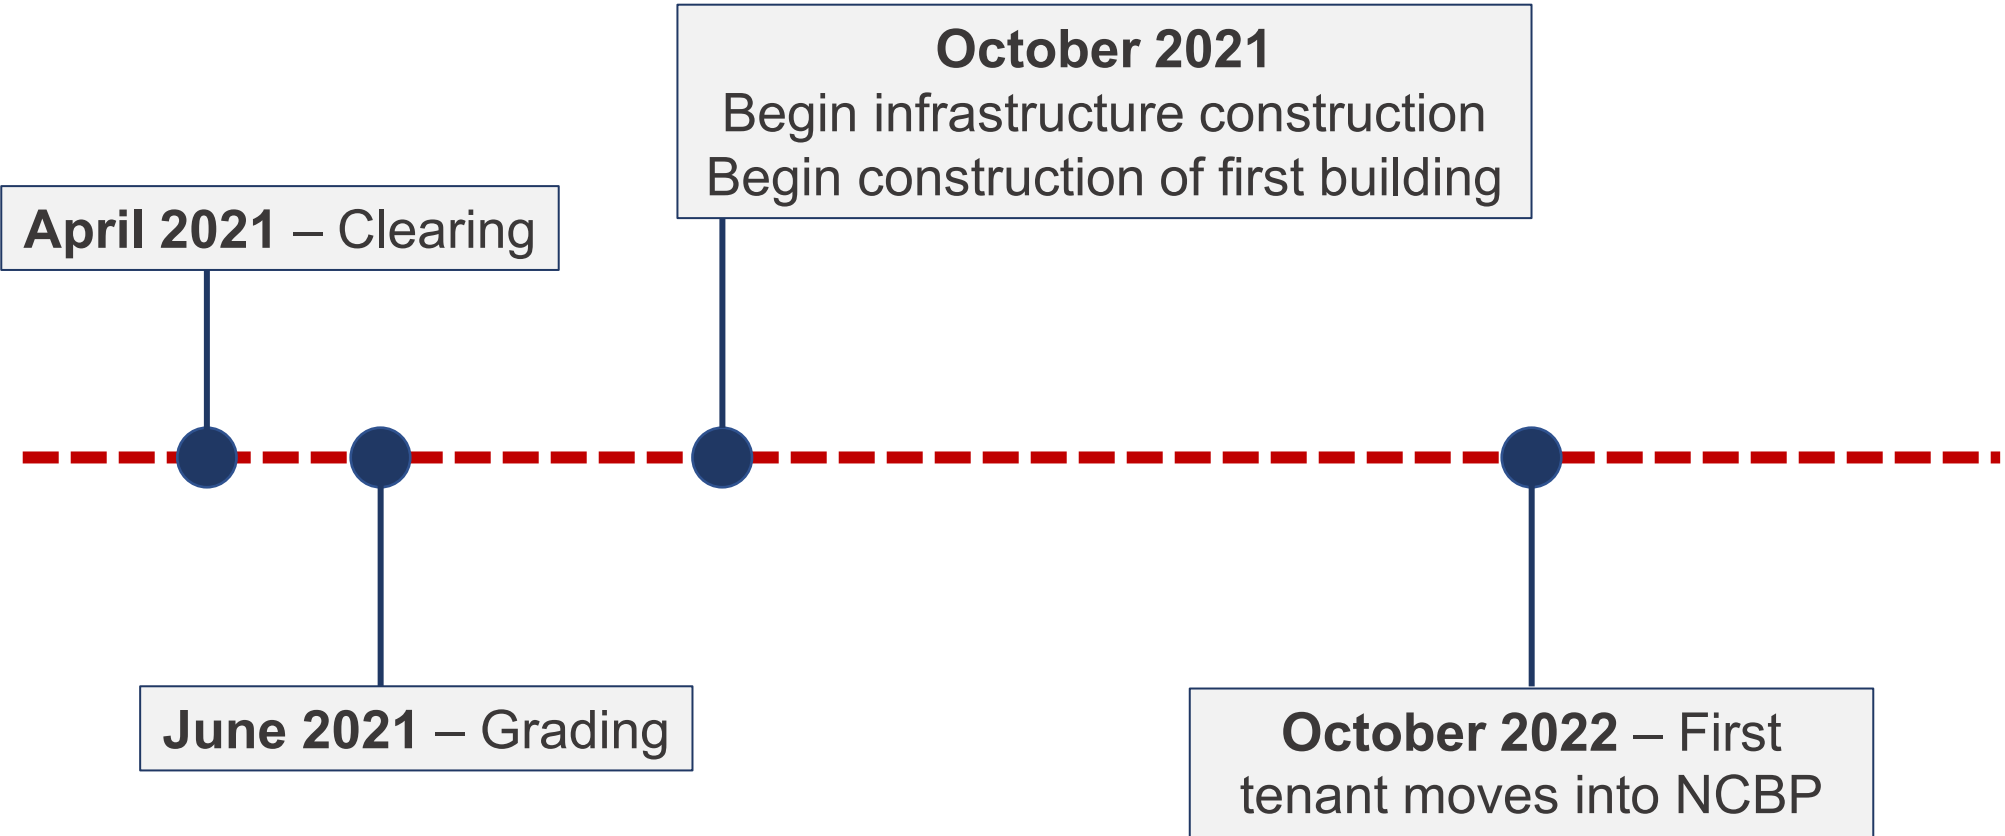 October 2021
Begin infrastructure construction
Begin construction of first building
April 2021 – Clearing
June 2021 – Grading
October 2022 – First
tenant moves into NCBP